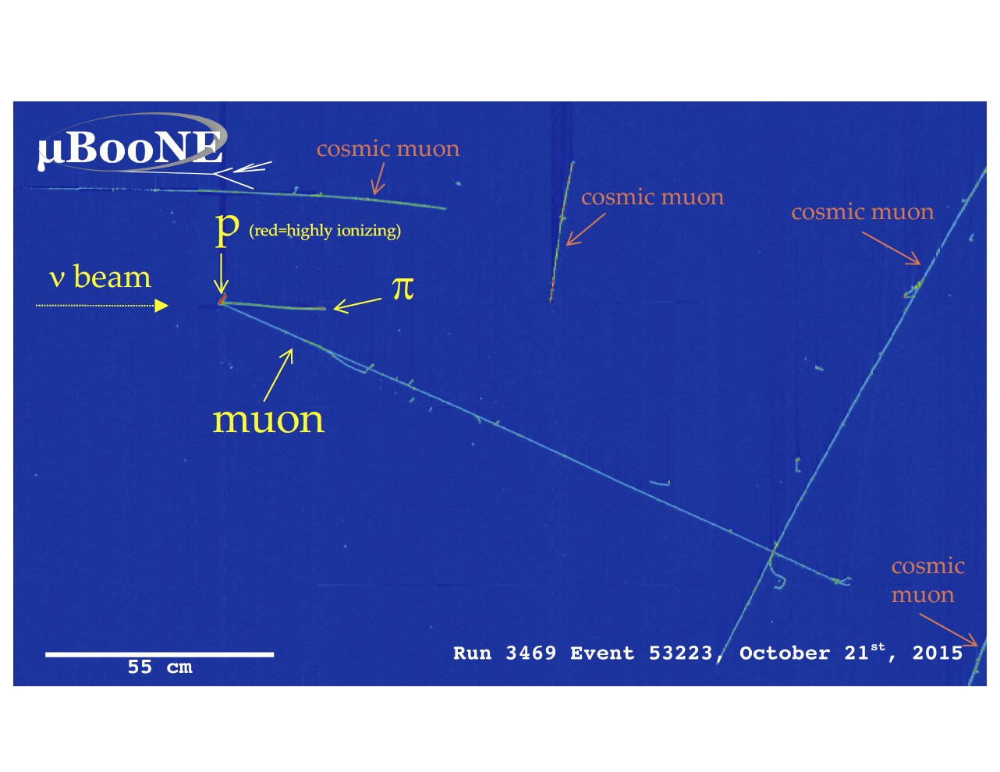 µBooNE
cosmic muon
cosmic muon
cosmic muon
p (red=highly ionizing)
ν beam
π
muon
cosmic
muon
55 cm
Run 3469 Event 53223, October 21st, 2015